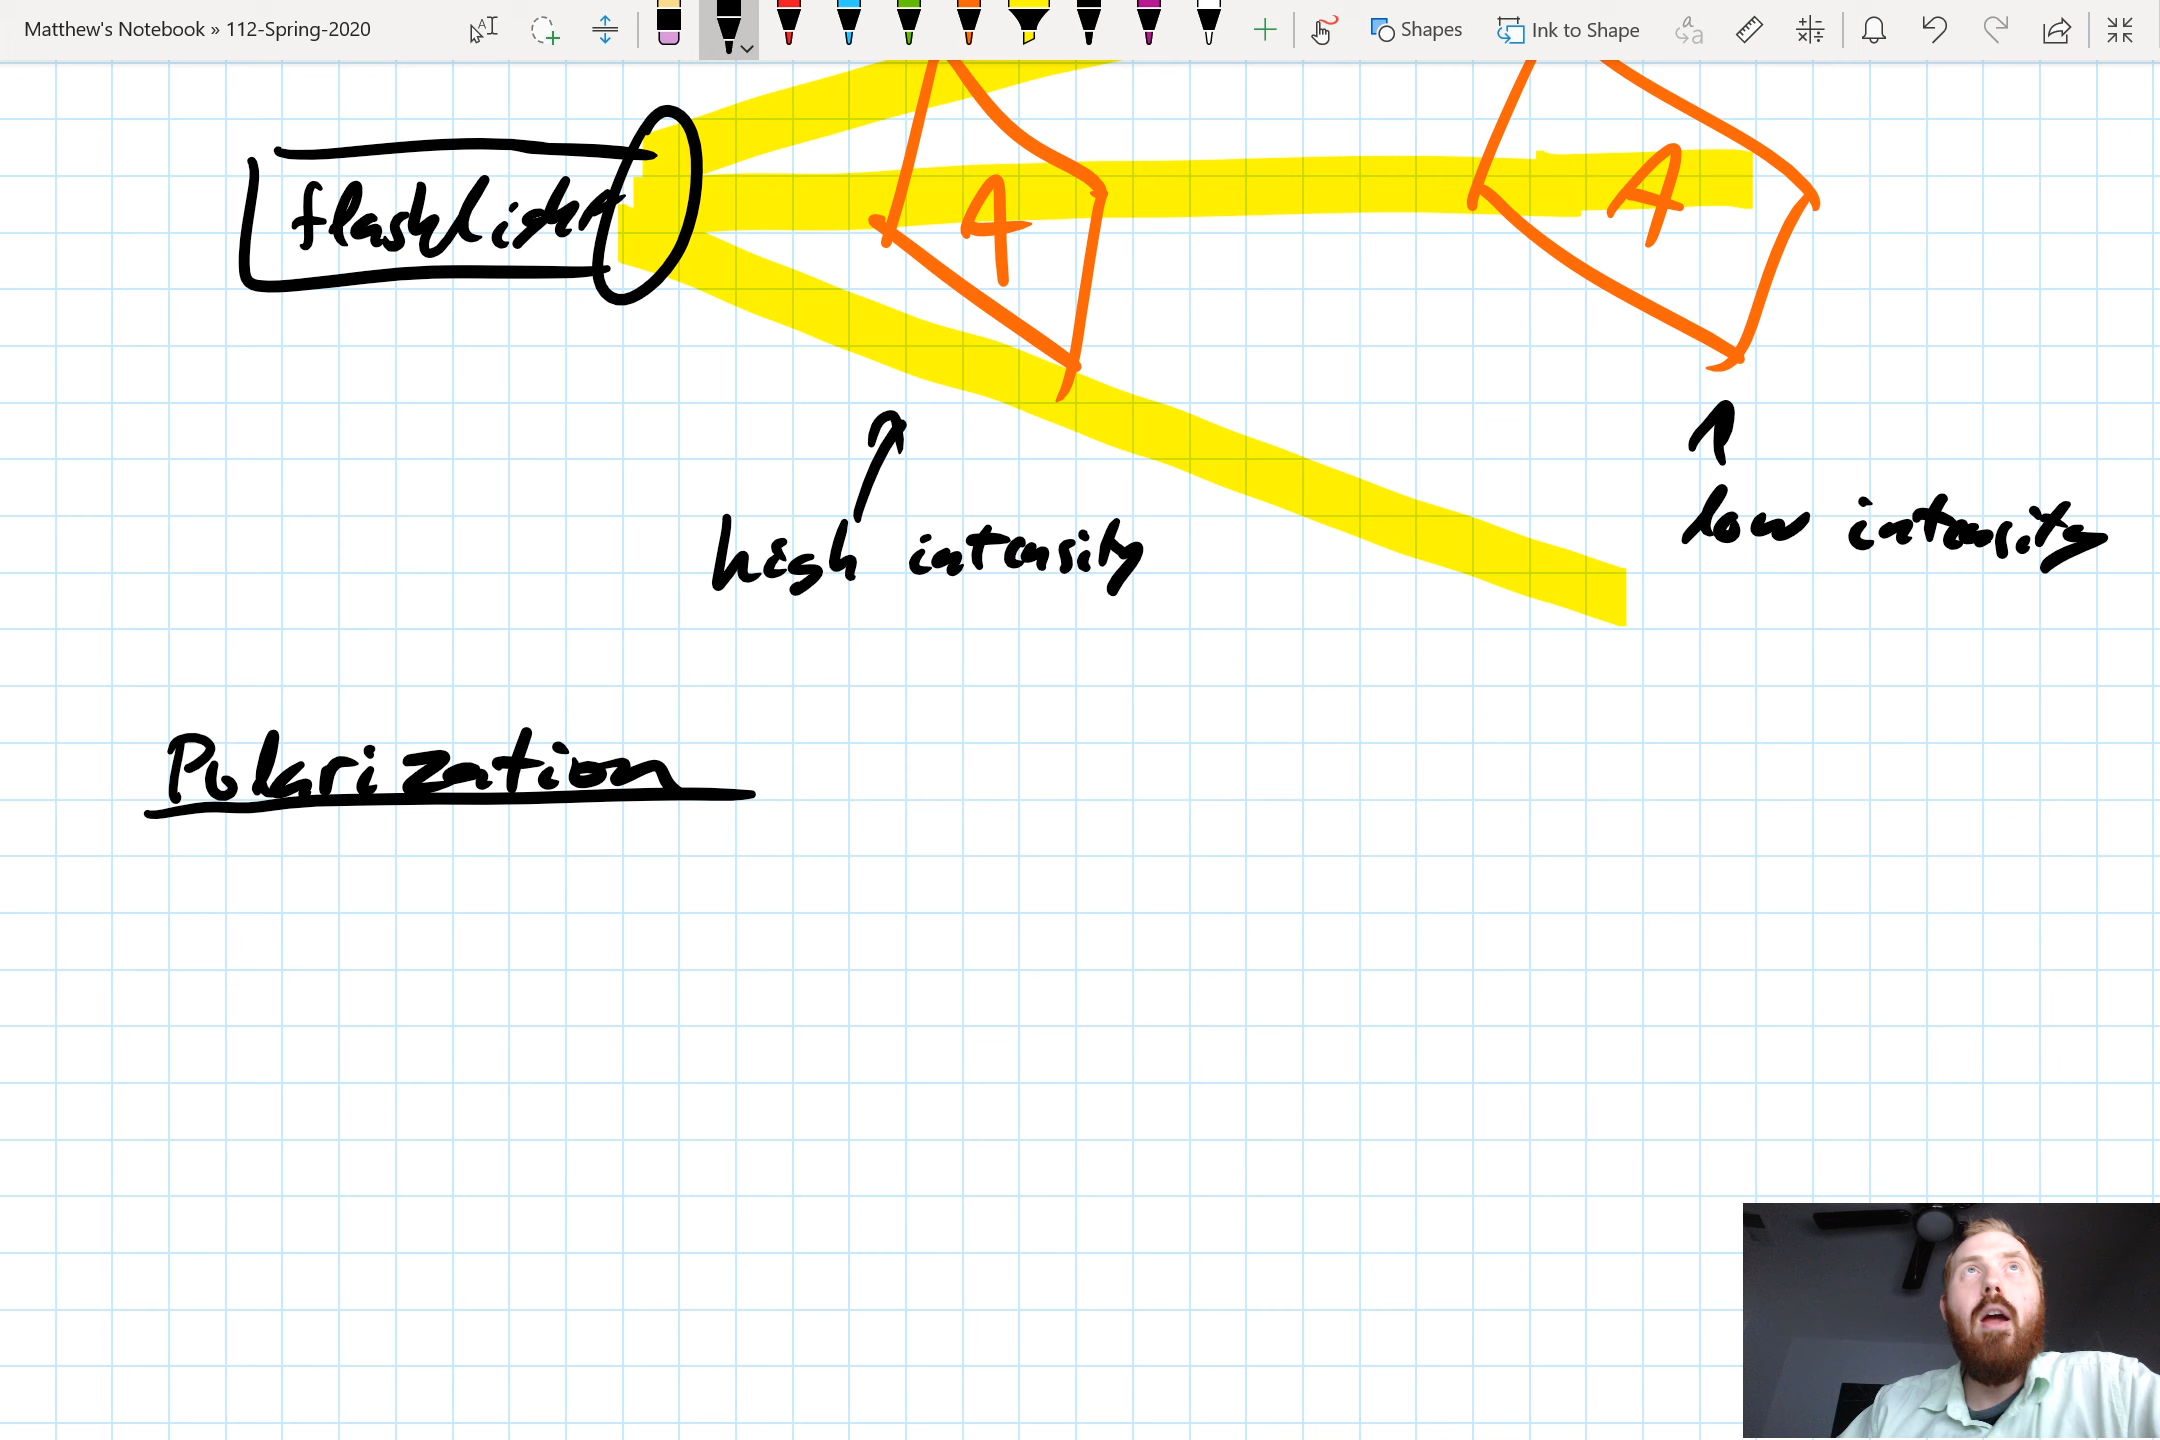 Matthew's Notebook » 112-Spring-2020
Shapes
Ink to Shape
flashlight
A
A
high intensity
low intensity
Polarization